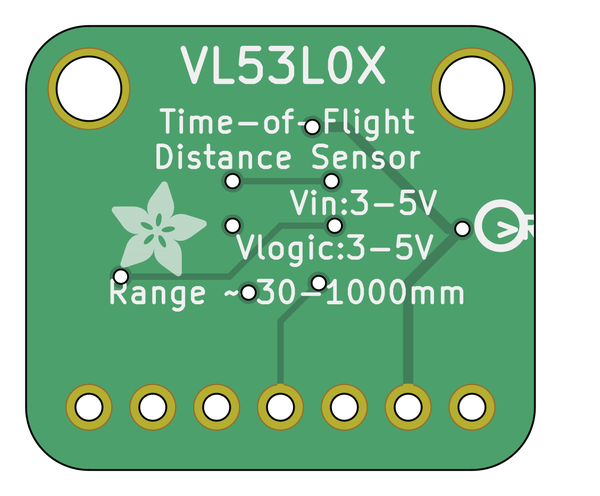 VL53L0X
Time-of-Flight
Distance Sensor
Vin:3-5V
Vlogic:3-5V
Range ~30-1000mm